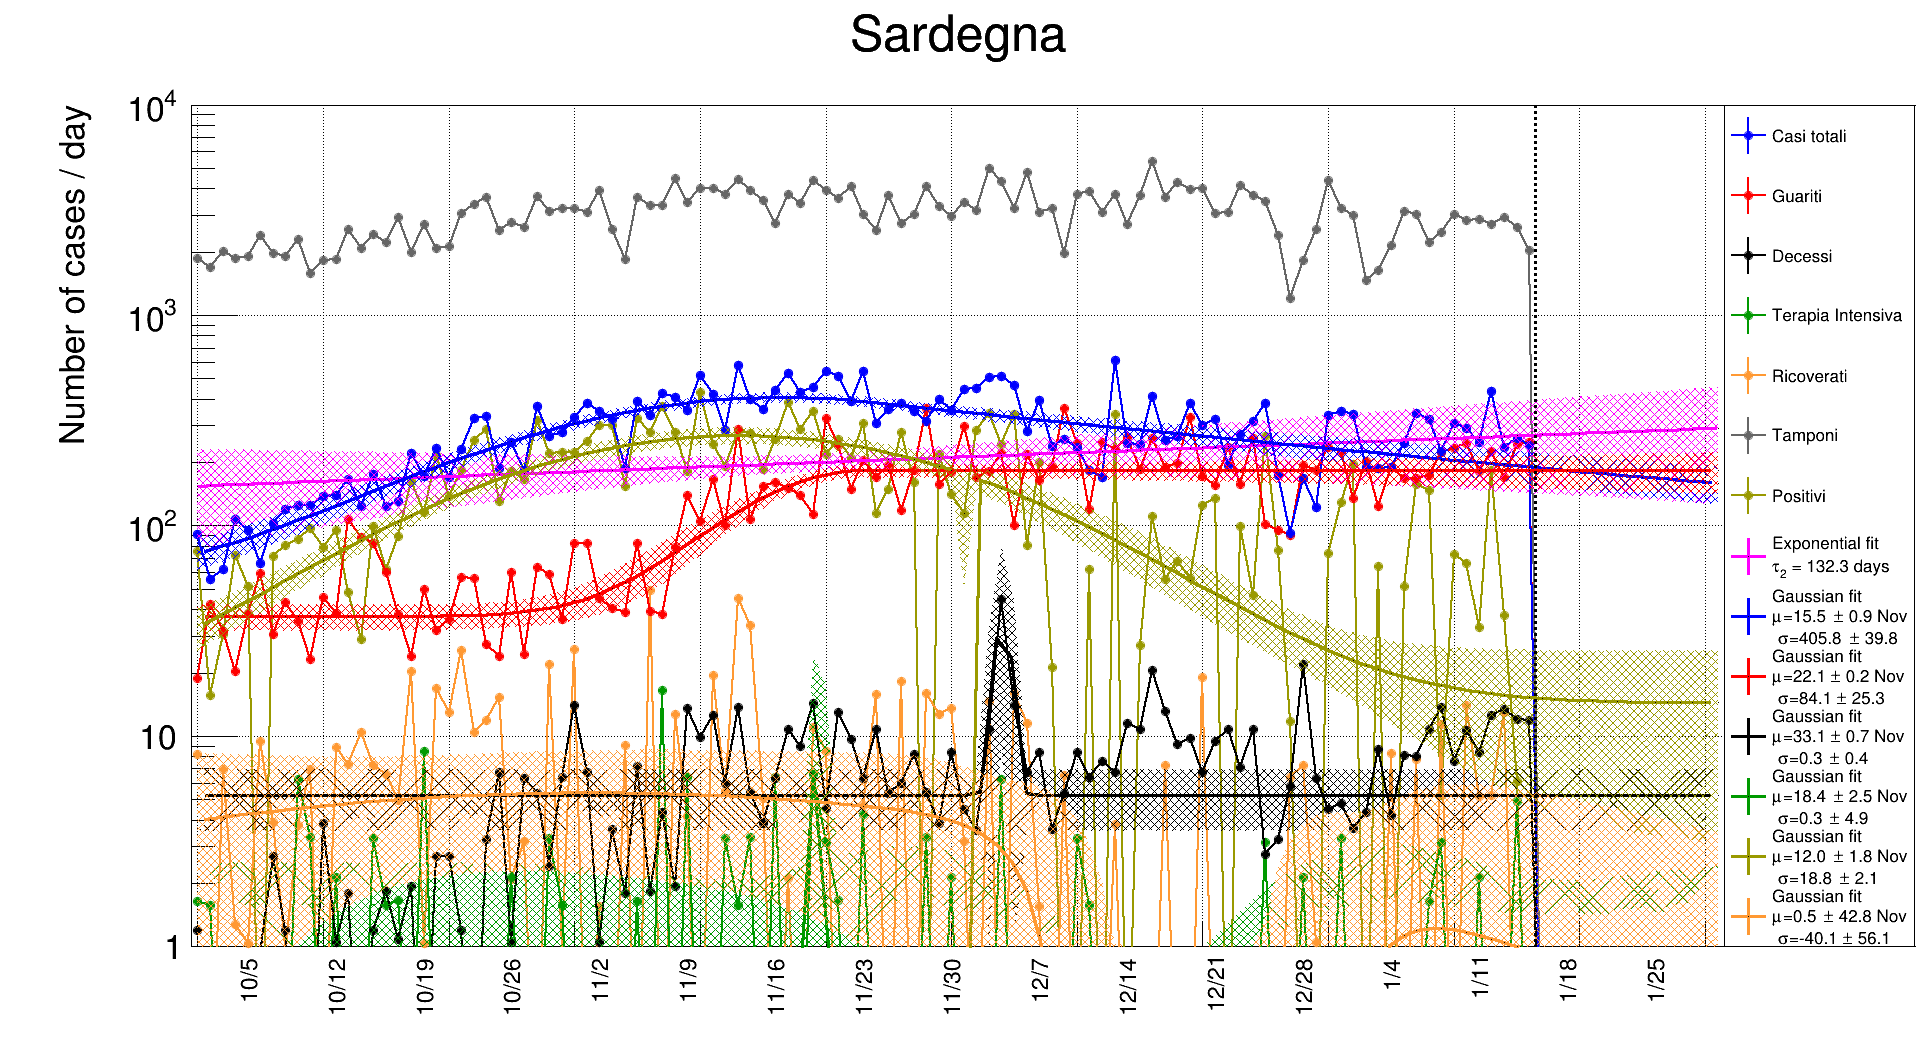 Sardegna
Number of cases / day
10^4
10^3
10^2
10
1
10/5
10/12
10/19
10/26
11/2
11/9
11/16
11/23
11/30
12/7
12/14
12/21
12/28
1/4
1/11
1/18
1/25
Casi totali
Guariti
Decessi
Terapia Intensiva
Ricoverati
Tamponi
Positivi
Exponential fit
τ₂ = 132.3 days
Gaussian fit
μ=15.5 ± 0.9 Nov
σ=405.8 ± 39.8
Gaussian fit
μ=22.1 ± 0.2 Nov
σ=84.1 ± 25.3
Gaussian fit
μ=33.1 ± 0.7 Nov
σ=0.3 ± 0.4
Gaussian fit
μ=18.4 ± 2.5 Nov
σ=0.3 ± 4.9
Gaussian fit
μ=12.0 ± 1.8 Nov
σ=18.8 ± 2.1
Gaussian fit
μ=0.5 ± 42.8 Nov
σ=-40.1 ± 56.1